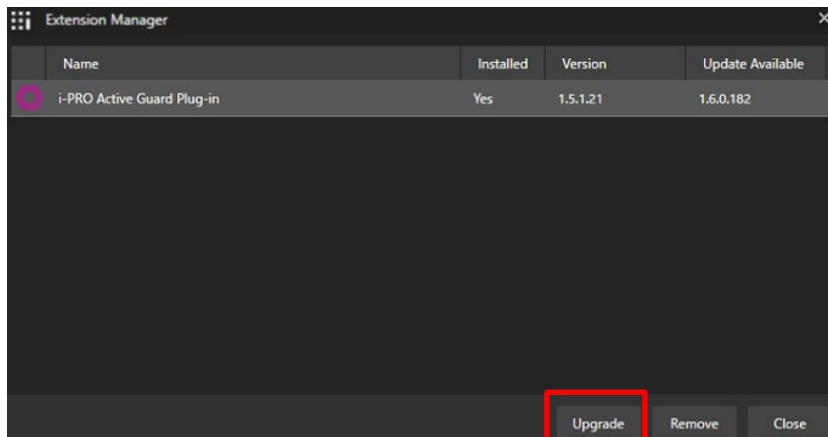 Extension Manager
Name Installed Version Update Available
i-PRO Active Guard Plug-in Yes 1.5.1.21 1.6.0.182
Upgrade Remove Close